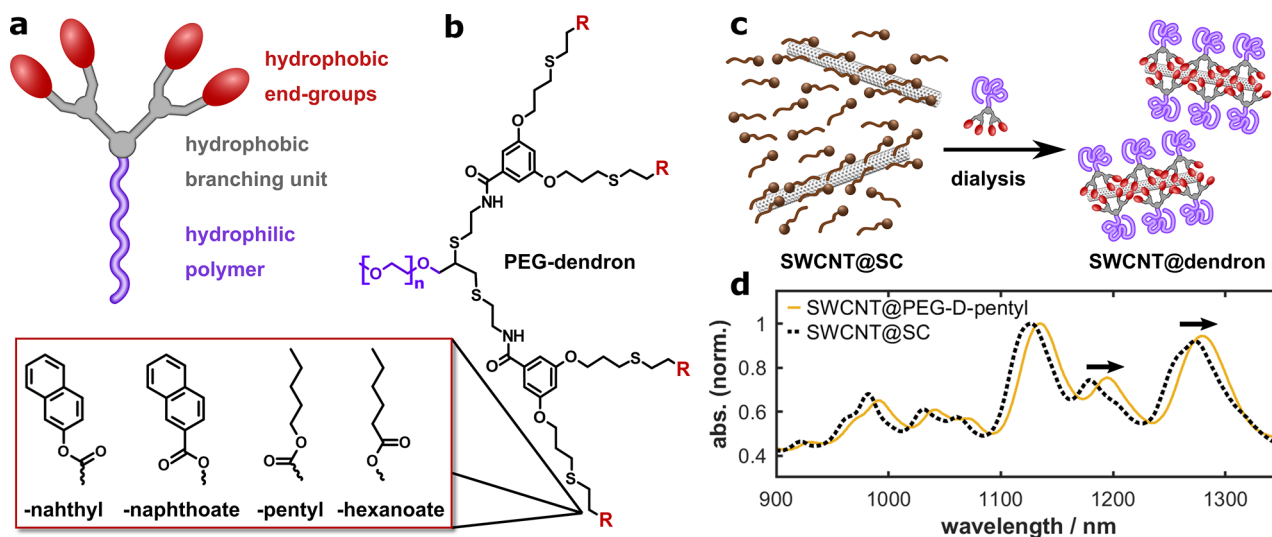 a
hydrophobic
end-groups
hydrophobic
branching unit
hydrophilic
polymer
b
R
S
S
O
R
O
S
O
NH
S
PEG-dendron
O
O
n
S
NH
O
O
S
R
O
S
R
O
O
O
O
O
O
O
O
-nahthyl
-naphthoate
-pentyl
-hexanoate
c
dialysis
SWCNT@SC
SWCNT@dendron
d
SWCNT@PEG-D-pentyl
SWCNT@SC
abs. (norm.)
1
0.8
0.6
0.4
900
1000
1100
1200
1300
wavelength / nm